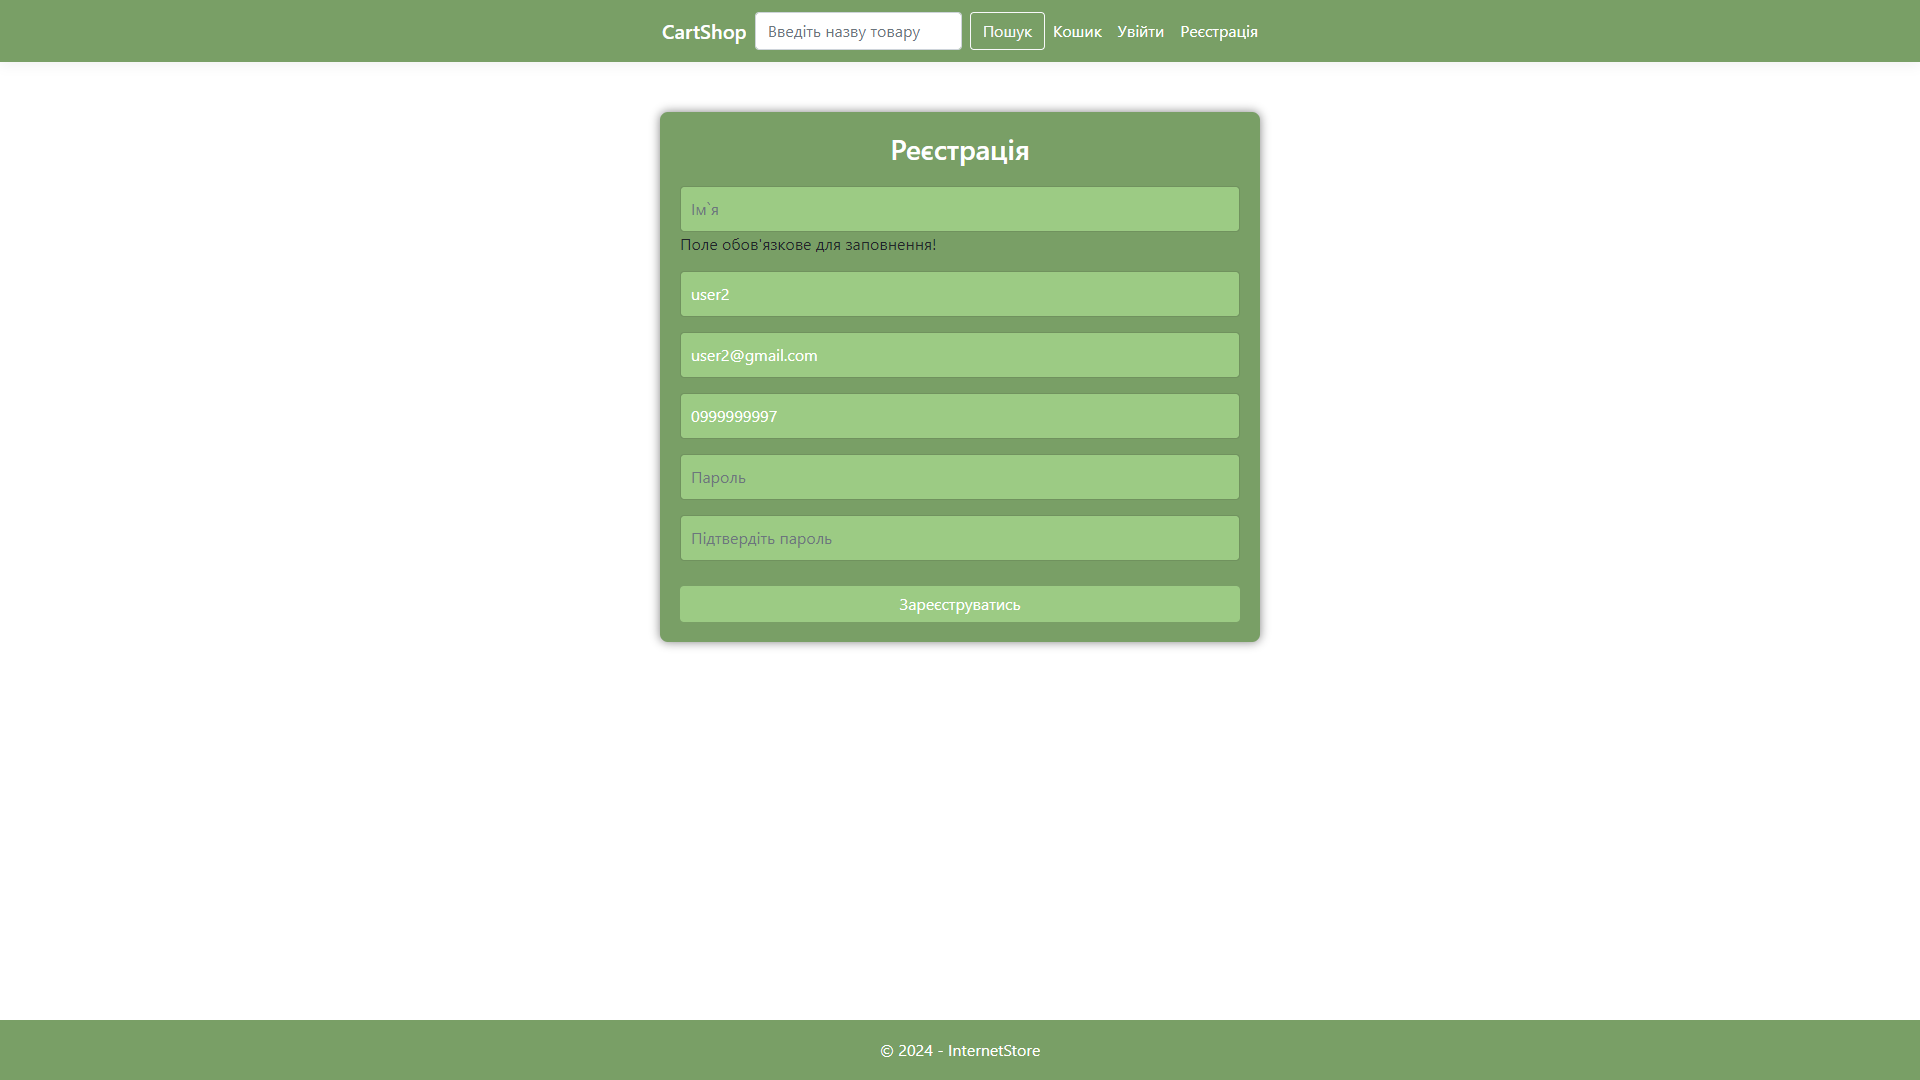 CartShop Введіть назву товару Пошук Кошик Увійти Реєстрація
Реєстрація
Ім`я
Поле обов'язкове для заповнення!
user2
user2@gmail.com
0999999997
Пароль
Підтвердіть пароль
Зареєструватись
© 2024 - InternetStore